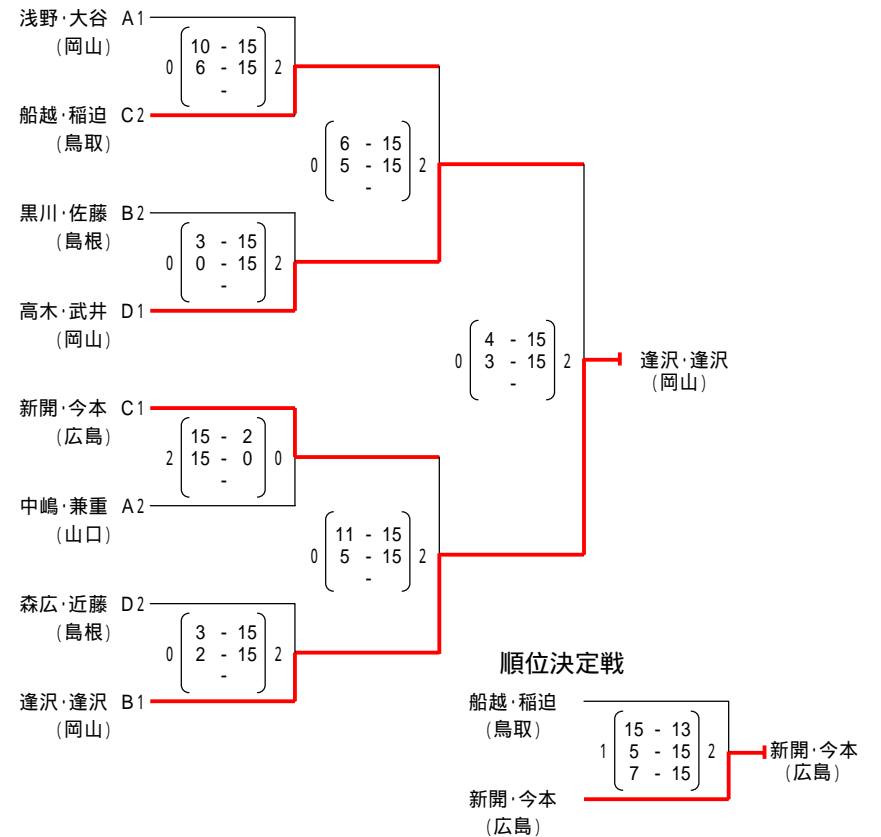 浅野・大谷 A1
(岡山)
10 - 15
0 6 - 15 2
-
船越・稲迫 C2
(鳥取)
6 - 15
0 5 - 15 2
-
黒川・佐藤 B2
(島根)
3 - 15
0 0 - 15 2
-
高木・武井 D1
(岡山)
4 - 15
0 3 - 15 2
-
逢沢・逢沢
(岡山)
新開・今本 C1
(広島)
15 - 2
2 15 - 0 0
-
中嶋・兼重 A2
(山口)
11 - 15
0 5 - 15 2
-
森広・近藤 D2
(島根)
3 - 15
0 2 - 15 2
-
逢沢・逢沢 B1
(岡山)
順位決定戦
船越・稲迫
(鳥取)
15 - 13
1 5 - 15 2
7 - 15
新開・今本
(広島)
新開・今本
(広島)